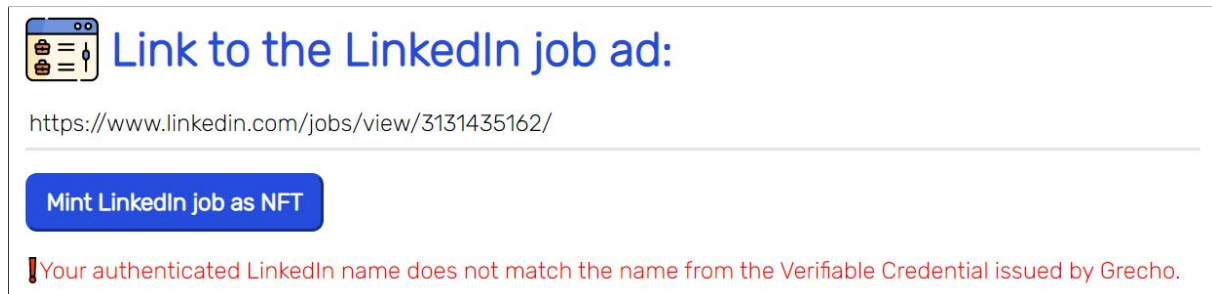 Link to the LinkedIn job ad:
https://www.linkedin.com/jobs/view/3131435162/
Mint LinkedIn job as NFT
❗Your authenticated LinkedIn name does not match the name from the Verifiable Credential issued by Grecho.